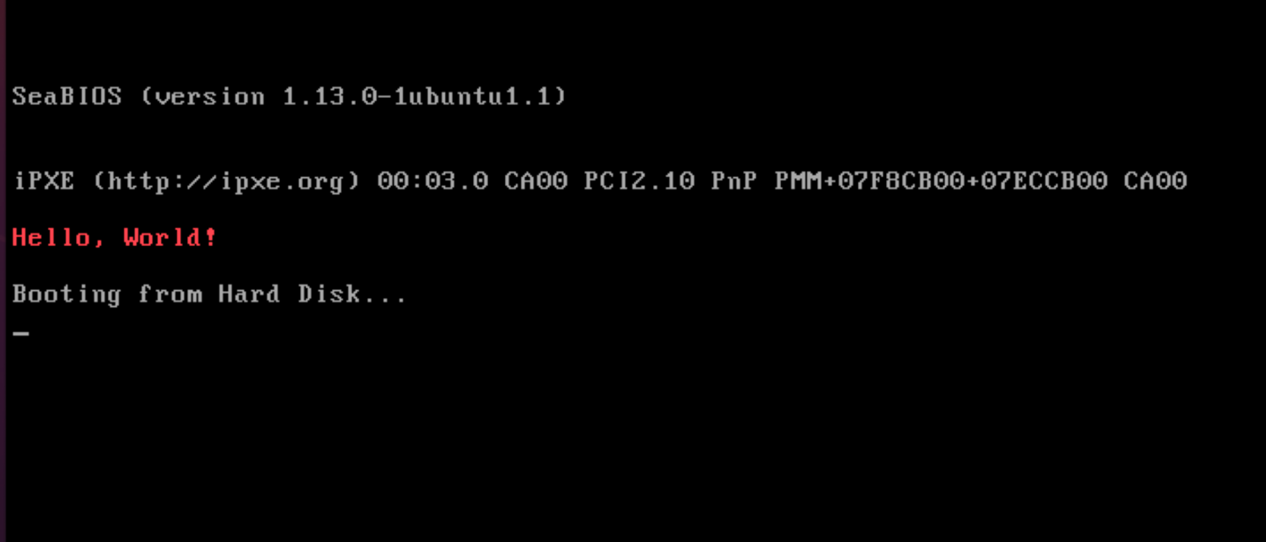 SeaBIOS (version 1.13.0-1ubuntu1.1)
iPXE (http://ipxe.org) 00:03.0 CA00 PCI2.10 PnP PMM+07F8CB00+07ECCB00 CA00
Hello, World!
Booting from Hard Disk...